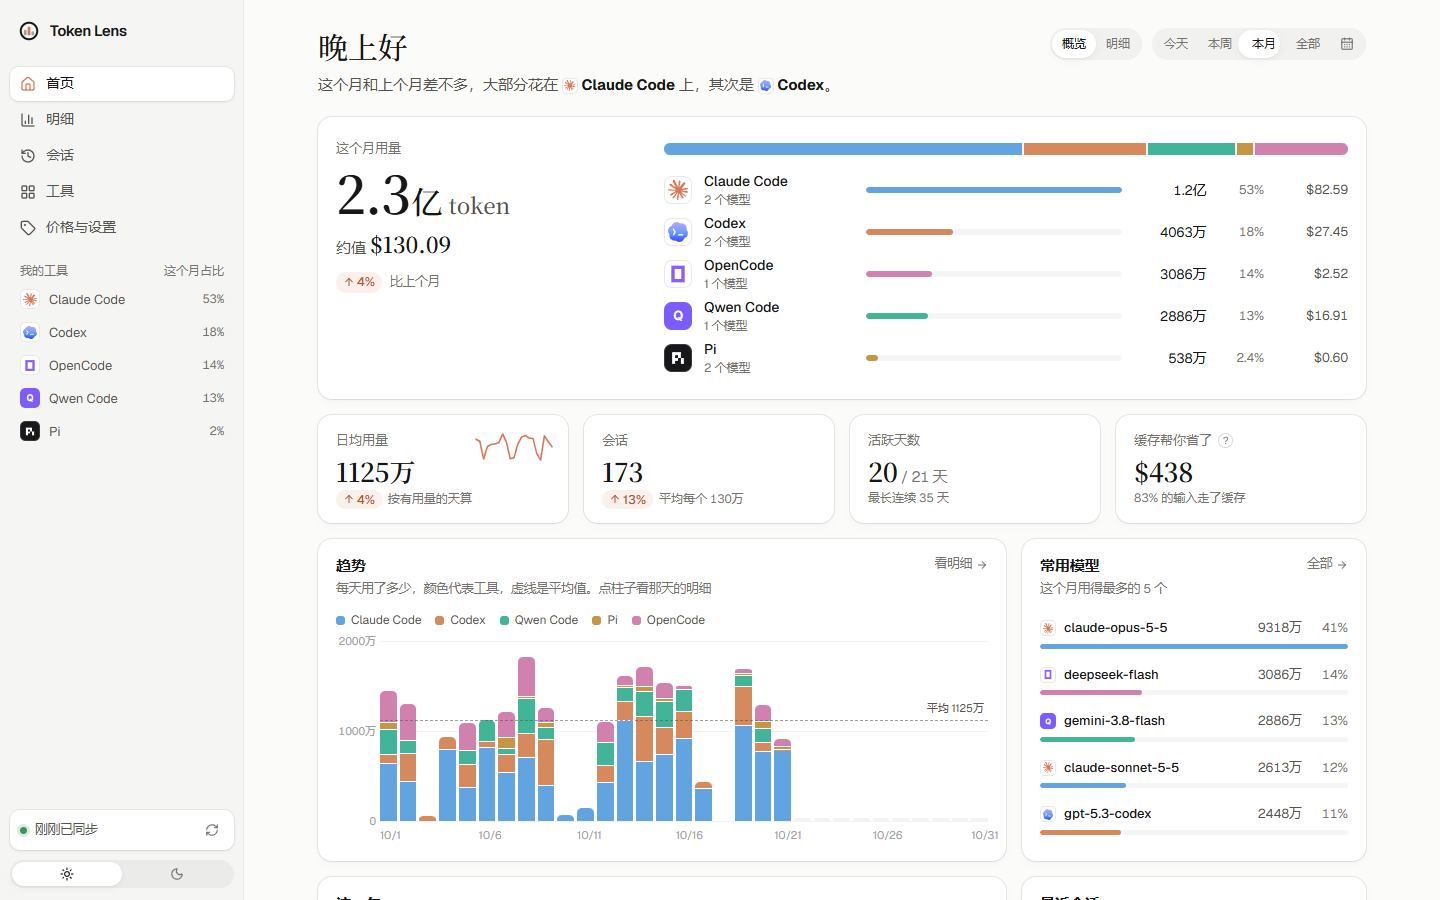 Token Lens
首页
明细
会话
工具
价格与设置
我的工具 这个月占比
Claude Code 53%
Codex 18%
OpenCode 14%
Qwen Code 13%
Pi 2%
刚刚已同步
晚上好
概览 明细 今天 本周 本月 全部
这个月和上个月差不多，大部分花在 Claude Code 上，其次是 Codex。
这个月用量
2.3亿 token
约值 $130.09
↑ 4% 比上个月
Claude Code
2 个模型
1.2亿 53% $82.59
Codex
2 个模型
4063万 18% $27.45
OpenCode
1 个模型
3086万 14% $2.52
Qwen Code
1 个模型
2886万 13% $16.91
Pi
2 个模型
538万 2.4% $0.60
日均用量
1125万
↑ 4% 按有用量的天算
会话
173
↑ 13% 平均每个 130万
活跃天数
20 / 21 天
最长连续 35 天
缓存帮你省了 ?
$438
83% 的输入走了缓存
趋势 看明细 →
每天用了多少，颜色代表工具，虚线是平均值。点柱子看那天的明细
Claude Code Codex Qwen Code Pi OpenCode
2000万
平均 1125万
1000万
0
10/1 10/6 10/11 10/16 10/21 10/26 10/31
常用模型 全部 →
这个月用得最多的 5 个
claude-opus-5-5 9318万 41%
deepseek-flash 3086万 14%
gemini-3.8-flash 2886万 13%
claude-sonnet-5-5 2613万 12%
gpt-5.3-codex 2448万 11%